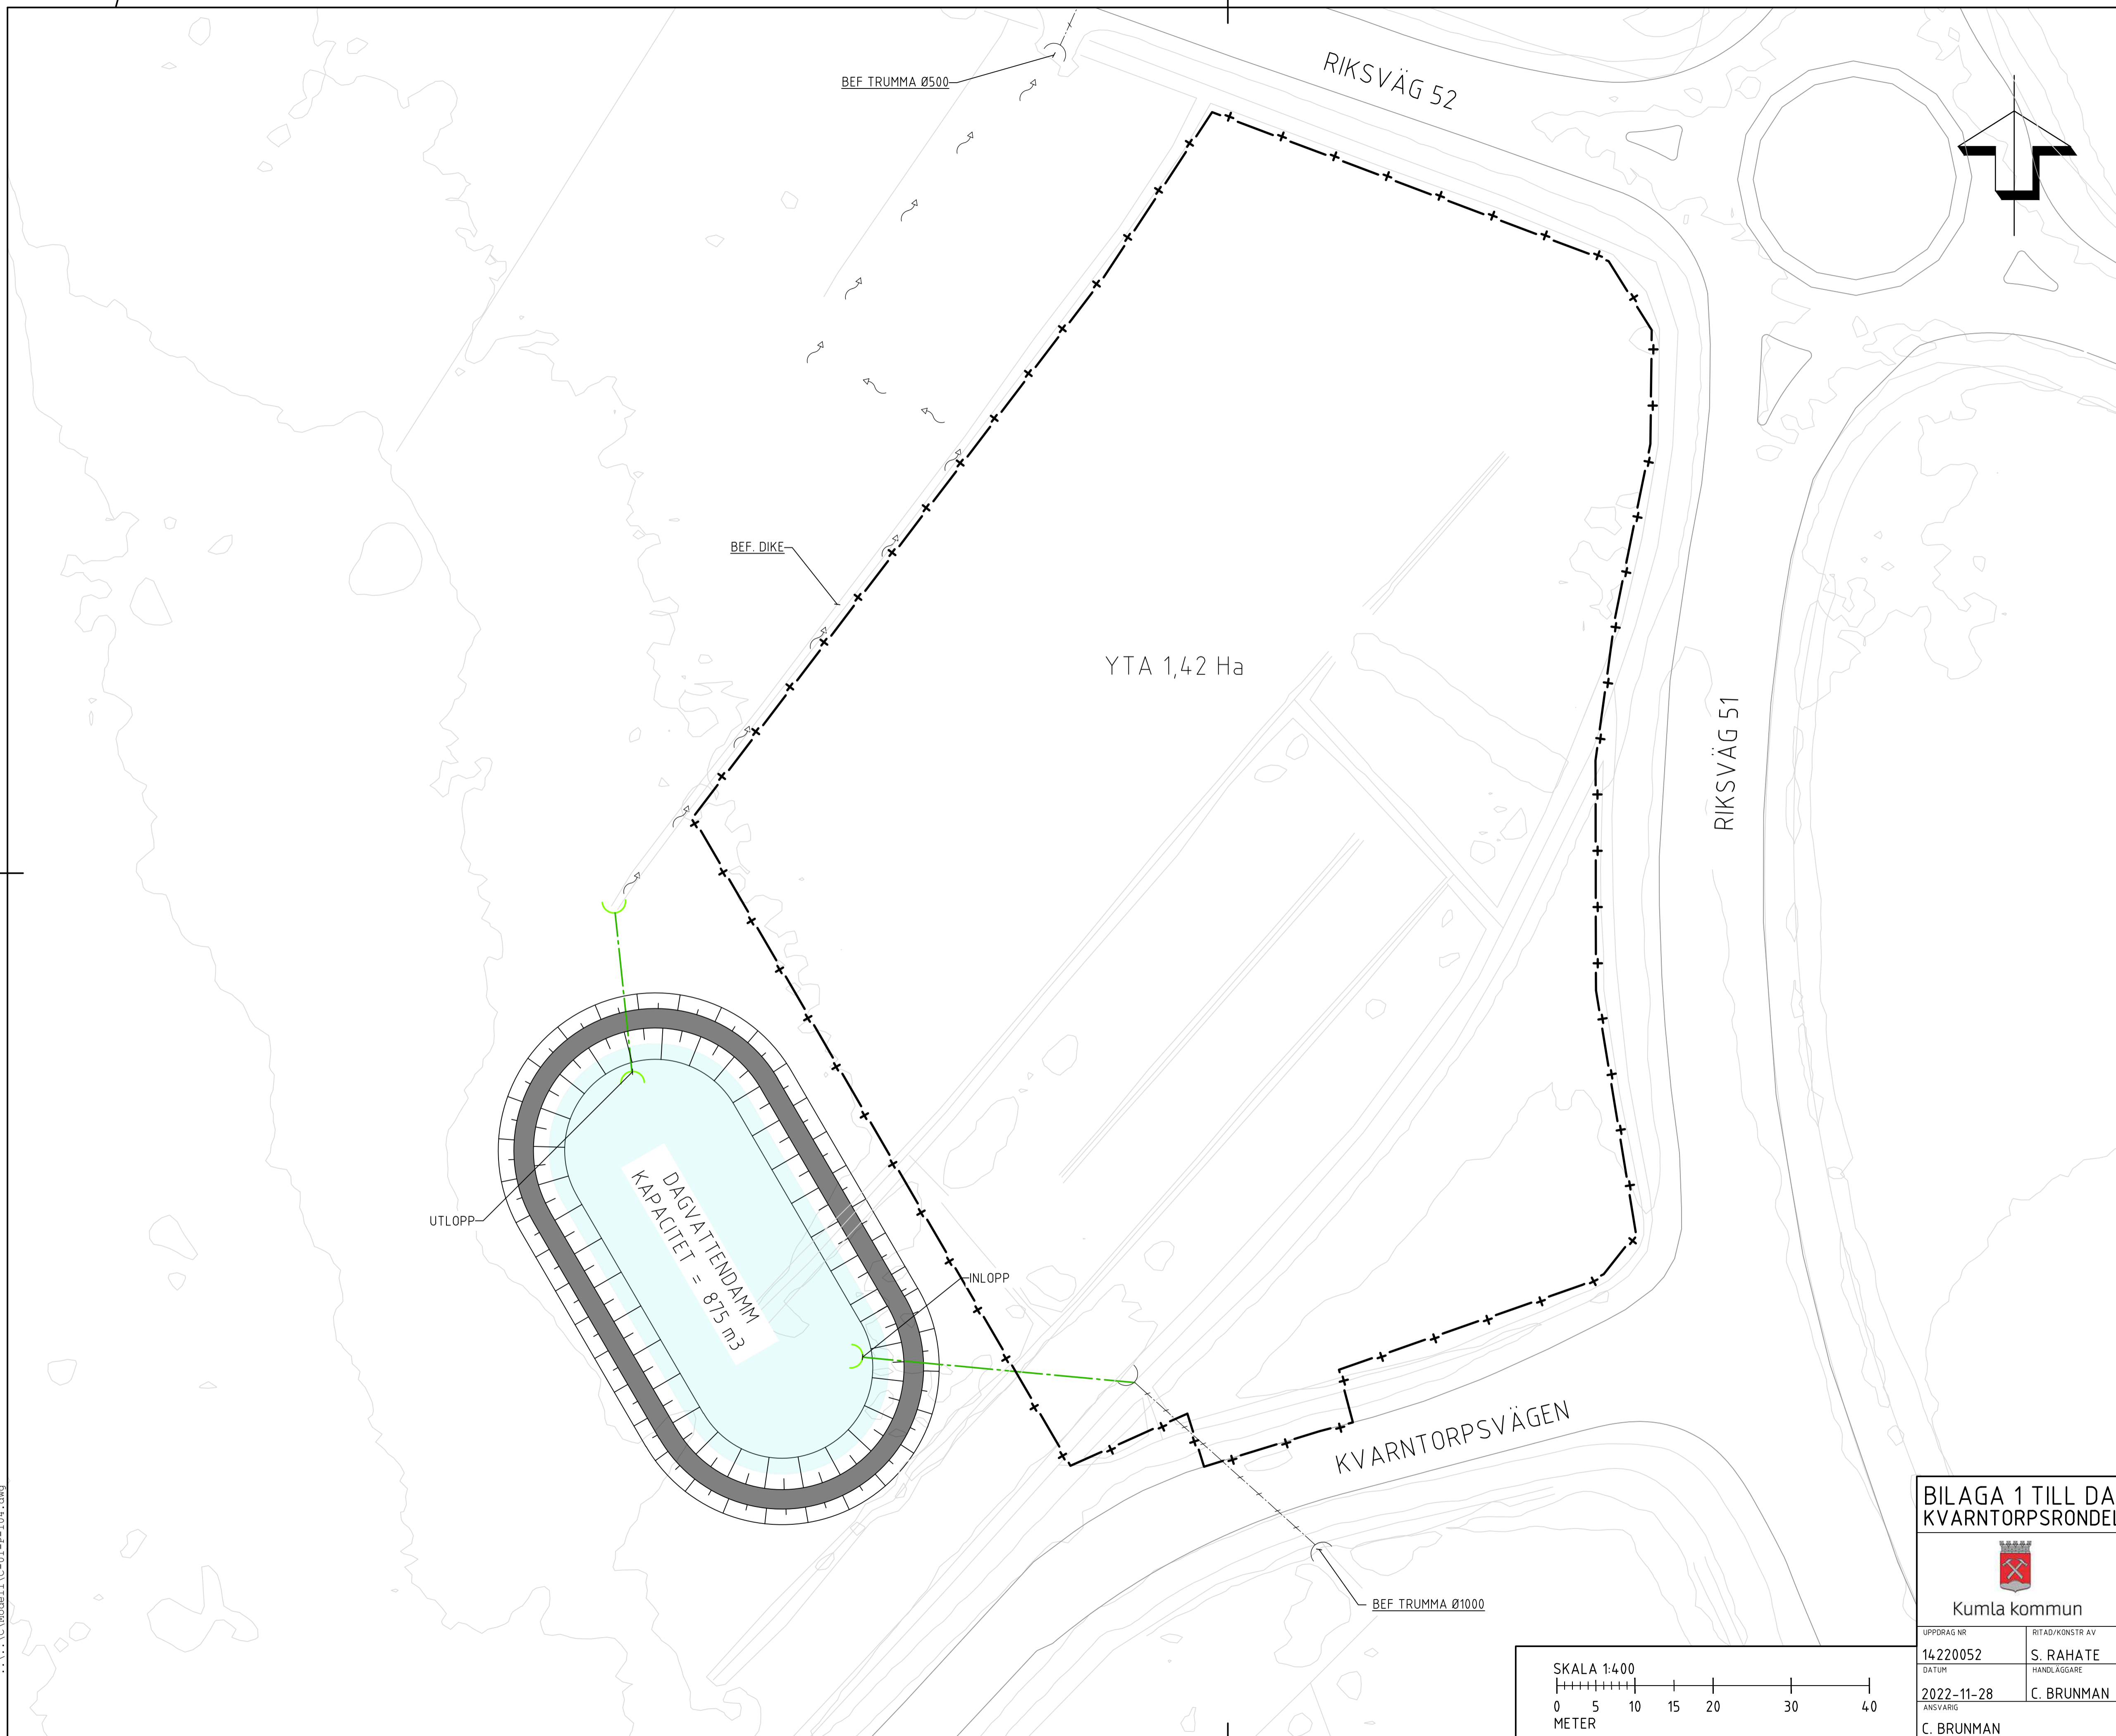 BEF TRUMMA Ø500
RIKSVÄG 52
BEF. DIKE
YTA 1,42 Ha
RIKSVÄG 51
UTLOPP
DAGVATTENDAMM
KAPACITET = 875 m3
INLOPP
KVARNTORPSVÄGEN
BEF TRUMMA Ø1000
SKALA 1:400
0 5 10 15 20 30 40
METER
BILAGA 1 TILL DA
KVARNTORPSRONDEL
Kumla kommun
UPPDRAG NR RITAD/KONSTR AV
14220052 S. RAHATE
DATUM HANDLÄGGARE
2022-11-28 C. BRUNMAN
ANSVARIG
C. BRUNMAN